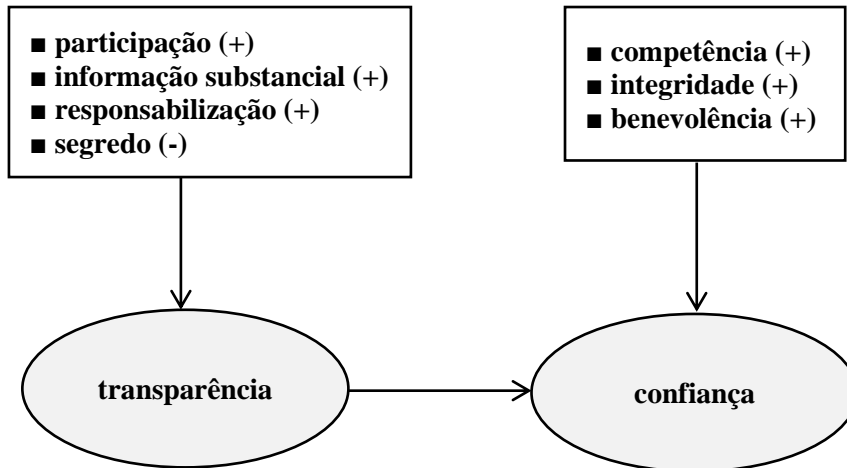 ■ participação (+)
■ informação substancial (+)
■ responsabilização (+)
■ segredo (-)
■ competência (+)
■ integridade (+)
■ benevolência (+)
transparência
confiança